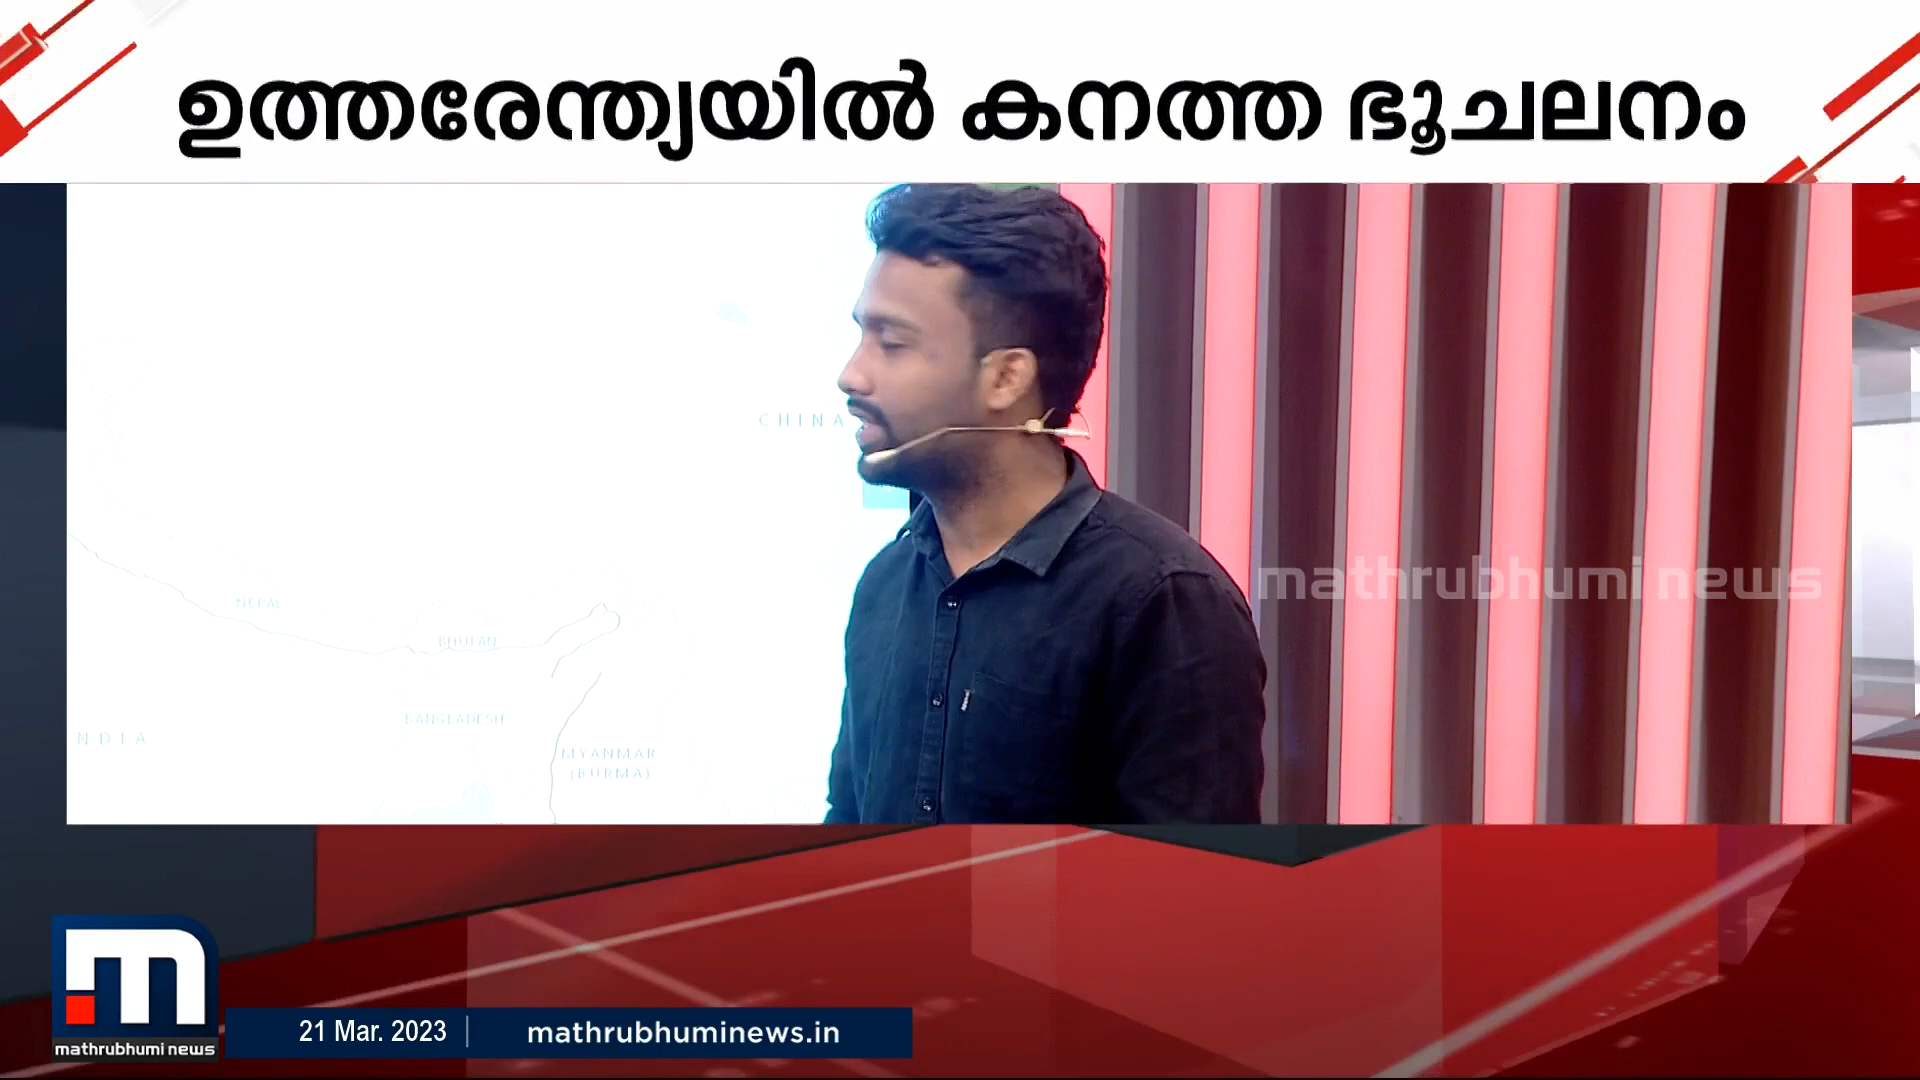 ഉത്തരേന്ത്യയിൽ കനത്ത ഭൂചലനം
CHINA
mathrubhumi news
NEPAL
BHUTAN
BANGLADESH
NDIA
MYANMAR
(BURMA)
mathrubhumi news
21 Mar. 2023
mathrubhuminews.in